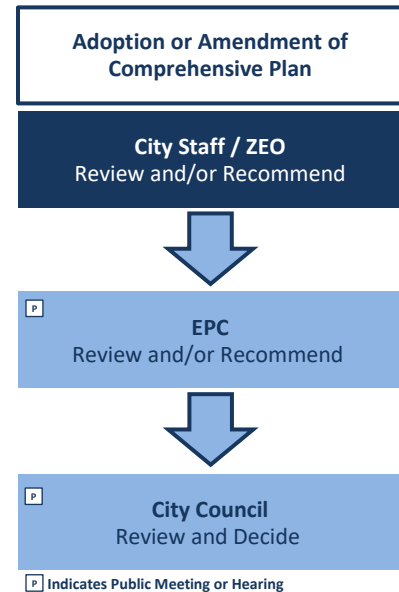 Adoption or Amendment of
Comprehensive Plan
City Staff / ZEO
Review and/or Recommend
P
EPC
Review and/or Recommend
P
City Council
Review and Decide
P Indicates Public Meeting or Hearing